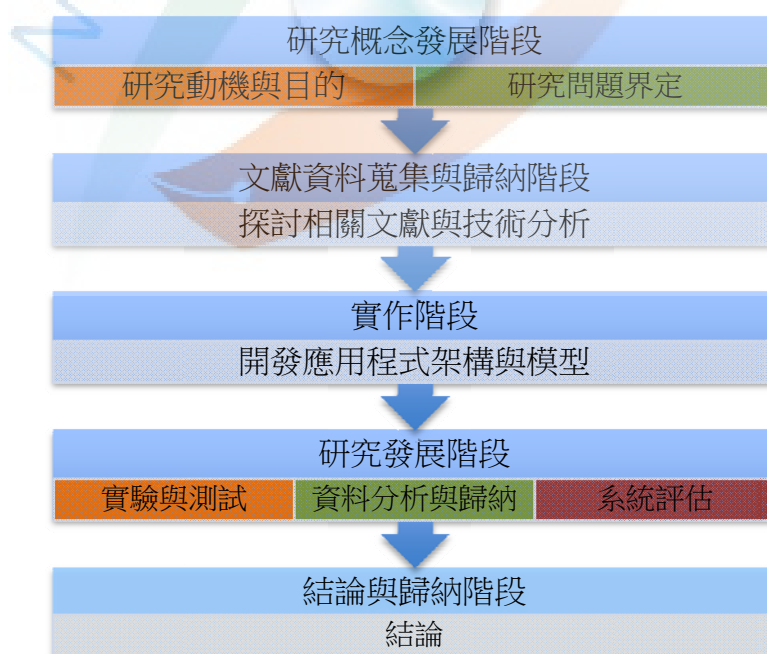 研究概念發展階段
研究動機與目的 研究問題界定
文獻資料蒐集與歸納階段
探討相關文獻與技術分析
實作階段
開發應用程式架構與模型
研究發展階段
實驗與測試 資料分析與歸納 系統評估
結論與歸納階段
結論